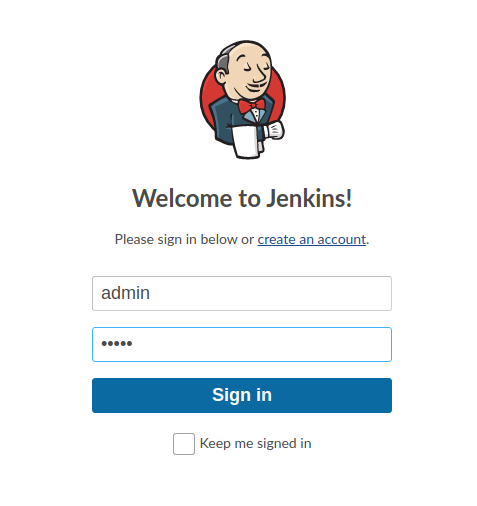 Welcome to Jenkins!
Please sign in below or create an account.
admin
•••••
Sign in
Keep me signed in